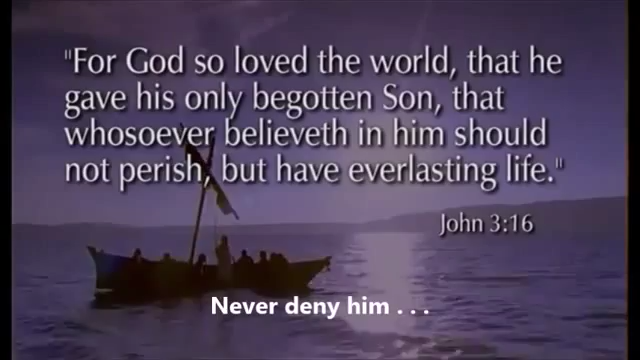 "For God so loved the world, that he
gave his only begotten Son, that
whosoever believeth in him should
not perish, but have everlasting life."
John 3:16
Never deny him . . .